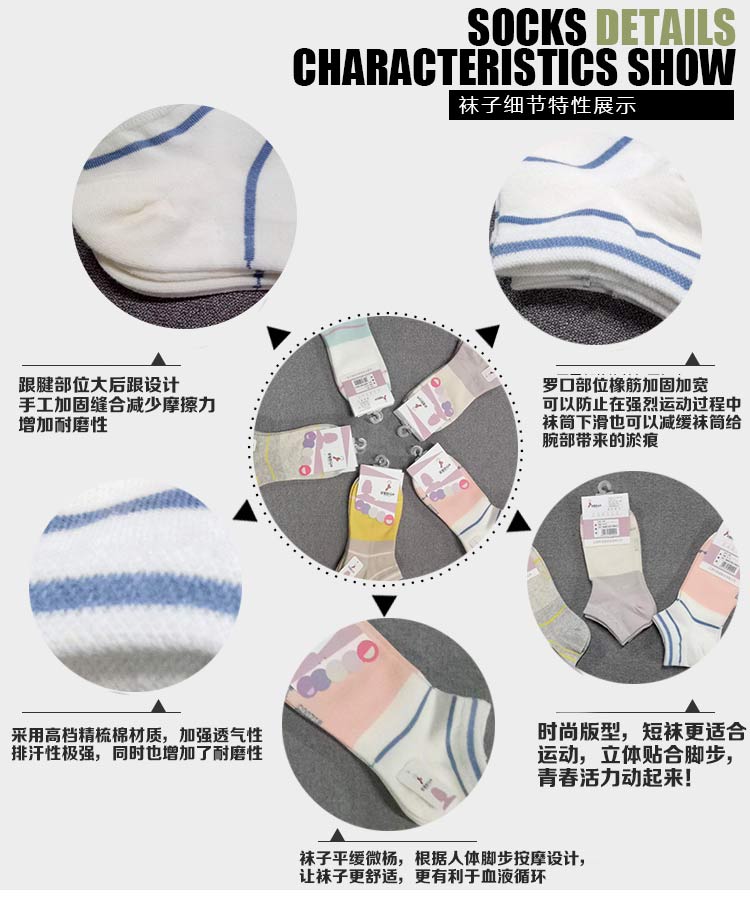 SOCKS DETAILS
CHARACTERISTICS SHOW
袜子细节特性展示
跟腱部位大后跟设计
手工加固缝合减少摩擦力
增加耐磨性
罗口部位橡筋加固加宽
可以防止在强烈运动过程中
袜筒下滑也可以减缓袜筒给
腕部带来的淤痕
采用高档精梳棉材质，加强透气性
排汗性极强，同时也增加了耐磨性
时尚版型，短袜更适合
运动，立体贴合脚步，
青春活力动起来！
袜子平缓微杨，根据人体脚步按摩设计，
让袜子更舒适，更有利于血液循环